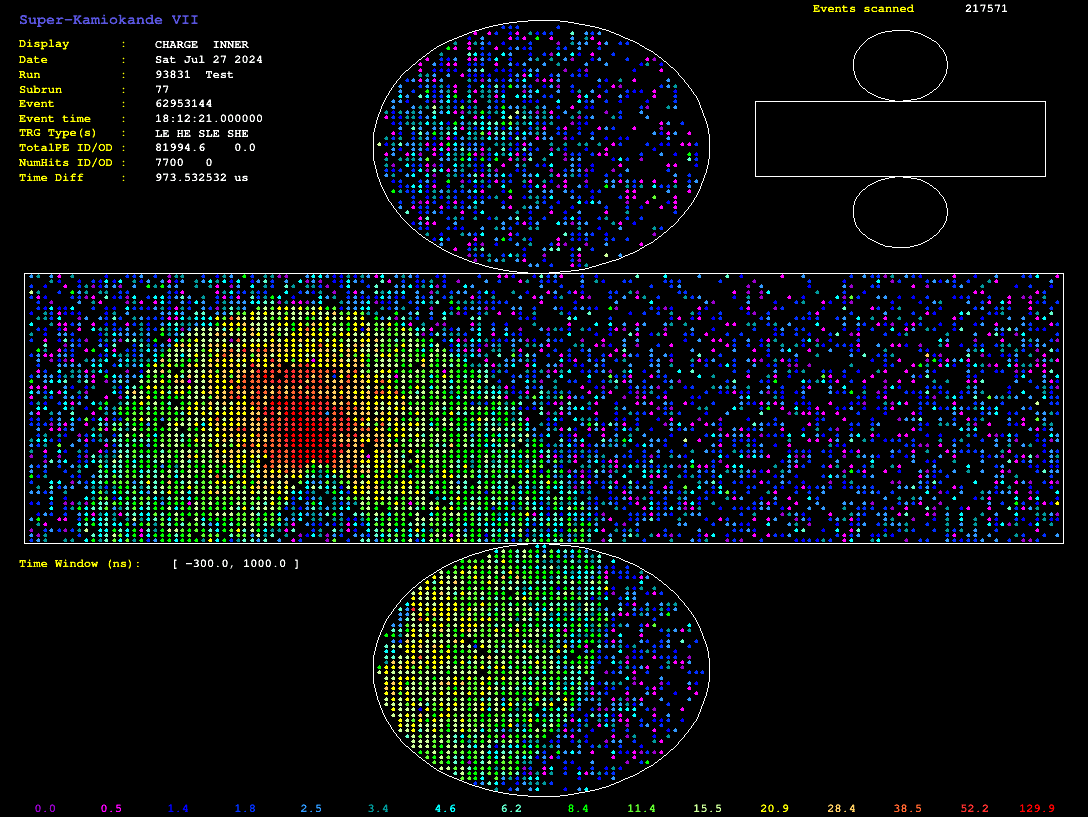 Super-Kamiokande VII
Events scanned 217571
Display : CHARGE INNER
Date : Sat Jul 27 2024
Run : 93831 Test
Subrun : 77
Event : 62953144
Event time : 18:12:21.000000
TRG Type(s) : LE HE SLE SHE
TotalPE ID/OD : 81994.6 0.0
NumHits ID/OD : 7700 0
Time Diff : 973.532532 us
Time Window (ns): [ -300.0, 1000.0 ]
0.0 0.5 1.4 1.8 2.5 3.4 4.6 6.2 8.4 11.4 15.5 20.9 28.4 38.5 52.2 129.9